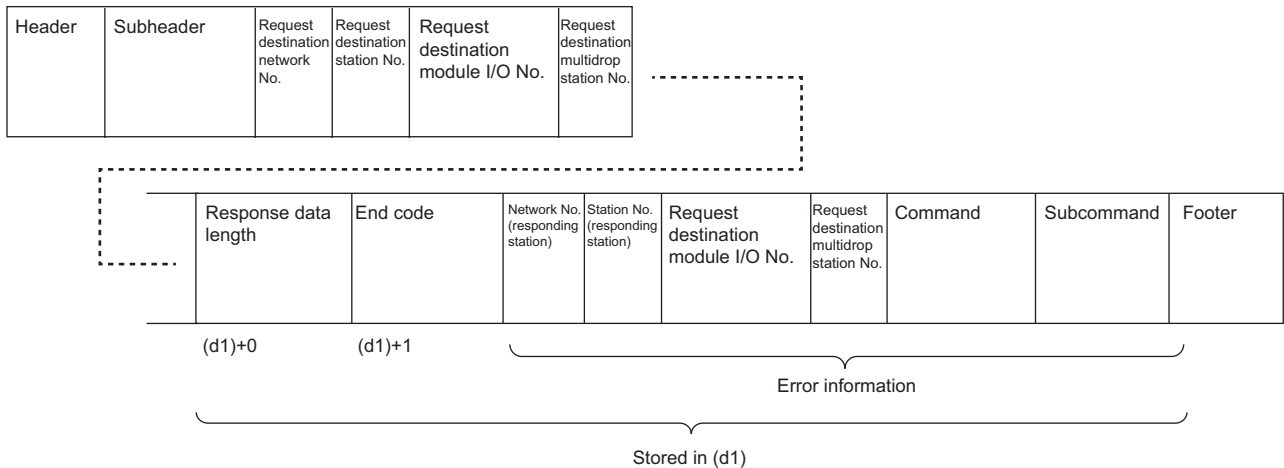 Header
Subheader
Request
destination
network
No.
Request
destination
station No.
Request
destination
module I/O No.
Request
destination
multidrop
station No.
Response data
length
End code
Network No.
(responding
station)
Station No.
(responding
station)
Request
destination
module I/O No.
Request
destination
multidrop
station No.
Command
Subcommand
Footer
(d1)+0
(d1)+1
Error information
Stored in (d1)